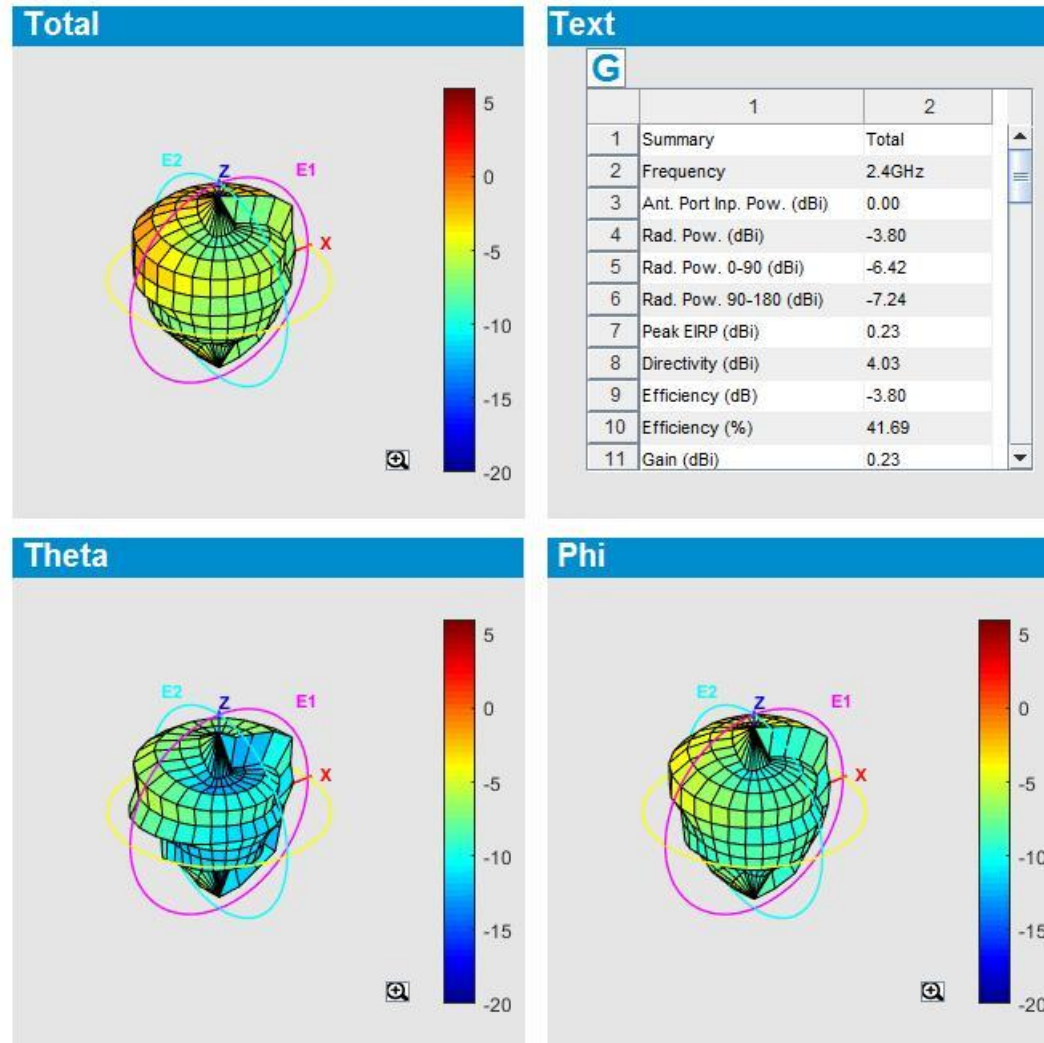 Total
5
0
-5
-10
-15
-20
E2
Z
E1
X
Text
G
1 2
1 Summary Total
2 Frequency 2.4GHz
3 Ant. Port Inp. Pow. (dBi) 0.00
4 Rad. Pow. (dBi) -3.80
5 Rad. Pow. 0-90 (dBi) -6.42
6 Rad. Pow. 90-180 (dBi) -7.24
7 Peak EIRP (dBi) 0.23
8 Directivity (dBi) 4.03
9 Efficiency (dB) -3.80
10 Efficiency (%) 41.69
11 Gain (dBi) 0.23
Theta
5
0
-5
-10
-15
-20
E2
Z
E1
X
Phi
5
0
-5
-10
-15
-20
E2
Z
E1
X